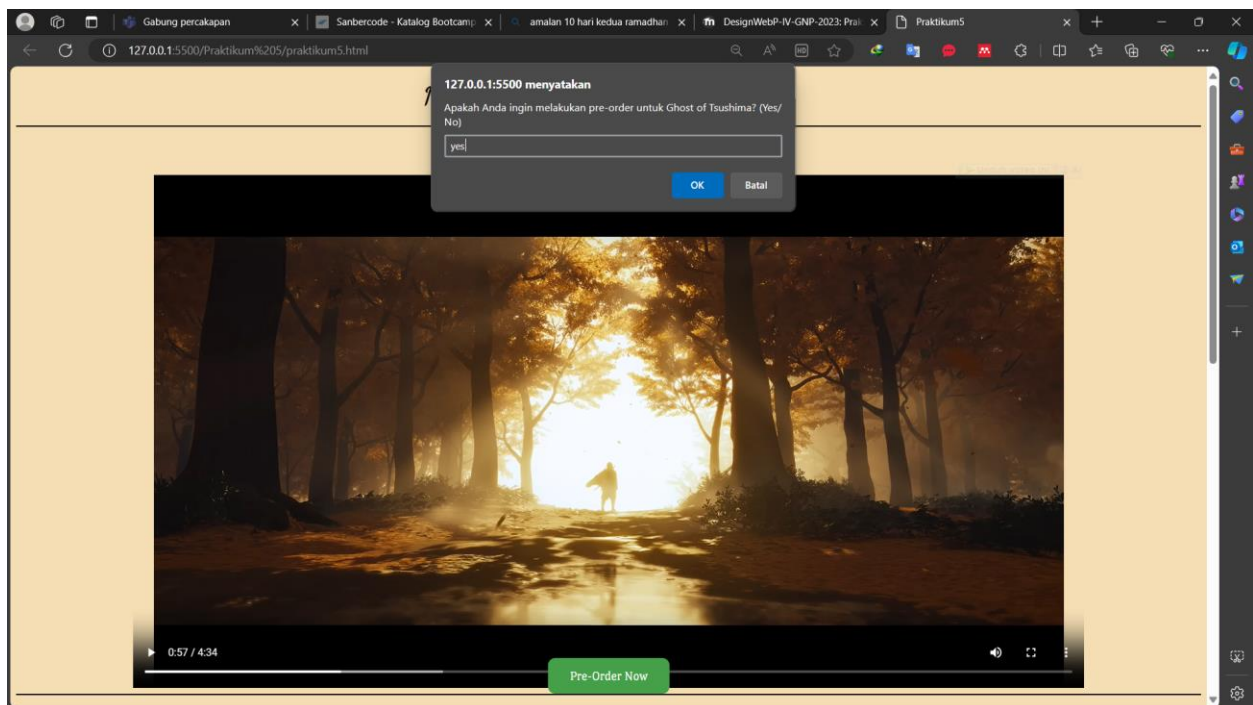 Gabung percakapan
Sanbercode - Katalog Bootcamp
amalan 10 hari kedua ramadhan
DesignWebP-IV-GNP-2023: Prak
Praktikum5
127.0.0.1:5500/Praktikum%205/praktikum5.html
127.0.0.1:5500 menyatakan
Apakah Anda ingin melakukan pre-order untuk Ghost of Tsushima? (Yes/
No)
yes
OK Batal
0:57 / 4:34
Pre-Order Now